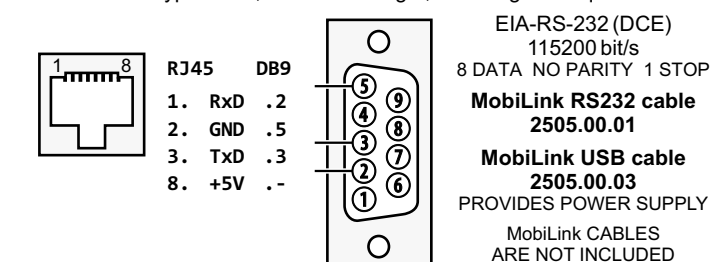 EIA-RS-232 (DCE)
115200 bit/s
8 DATA NO PARITY 1 STOP
MobiLink RS232 cable
2505.00.01
MobiLink USB cable
2505.00.03
PROVIDES POWER SUPPLY
MobiLink CABLES
ARE NOT INCLUDED
1 8
RJ45 DB9
1. RxD .2
2. GND .5
3. TxD .3
8. +5V .-
5
9
4
8
3
7
2
6
1